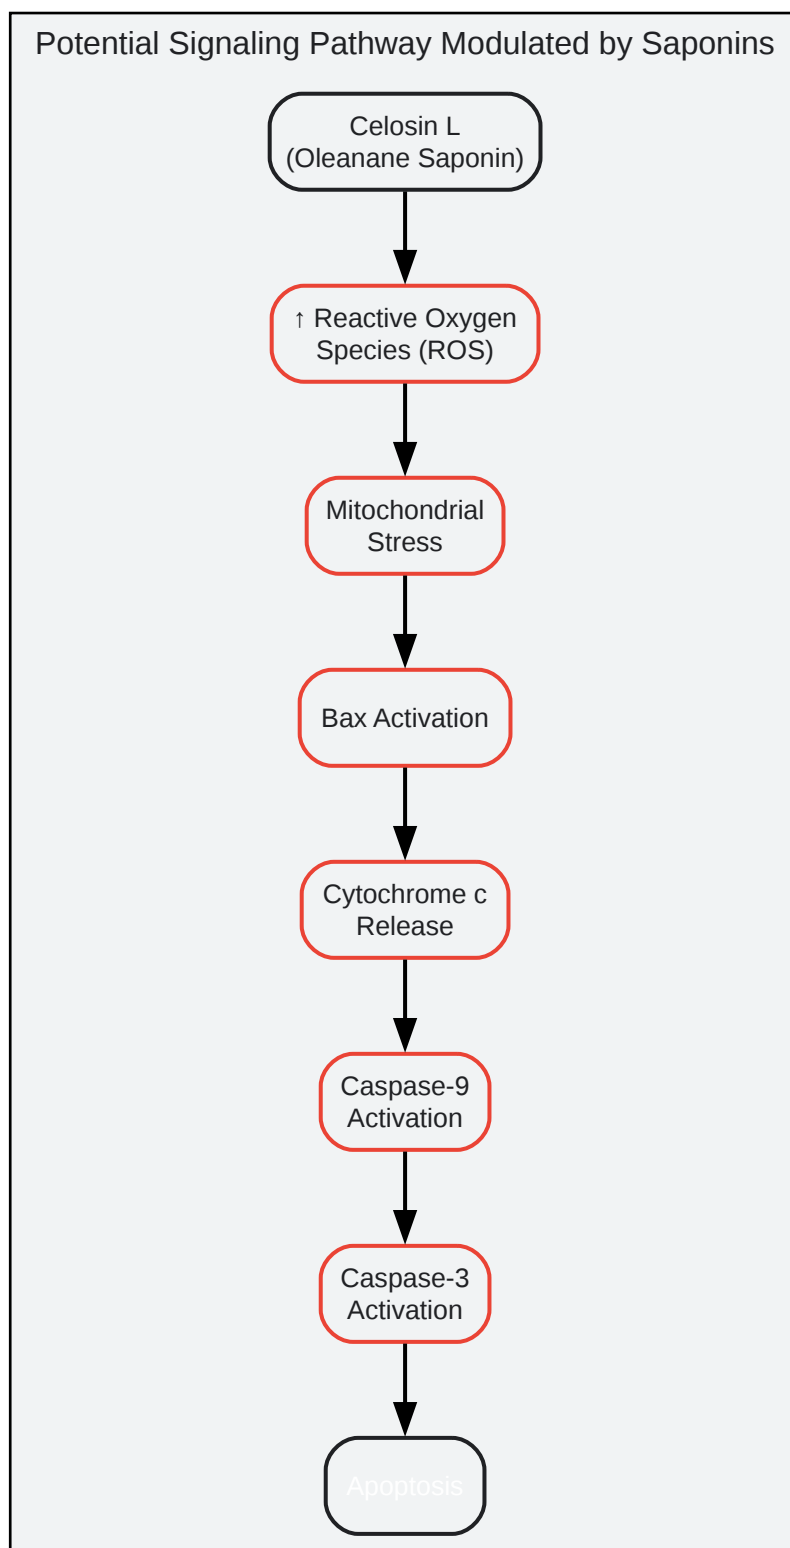 Potential Signaling Pathway Modulated by Saponins
Celosin L
(Oleanane Saponin)
↑ Reactive Oxygen
Species (ROS)
Mitochondrial
Stress
Bax Activation
Cytochrome c
Release
Caspase-9
Activation
Caspase-3
Activation
Apoptosis